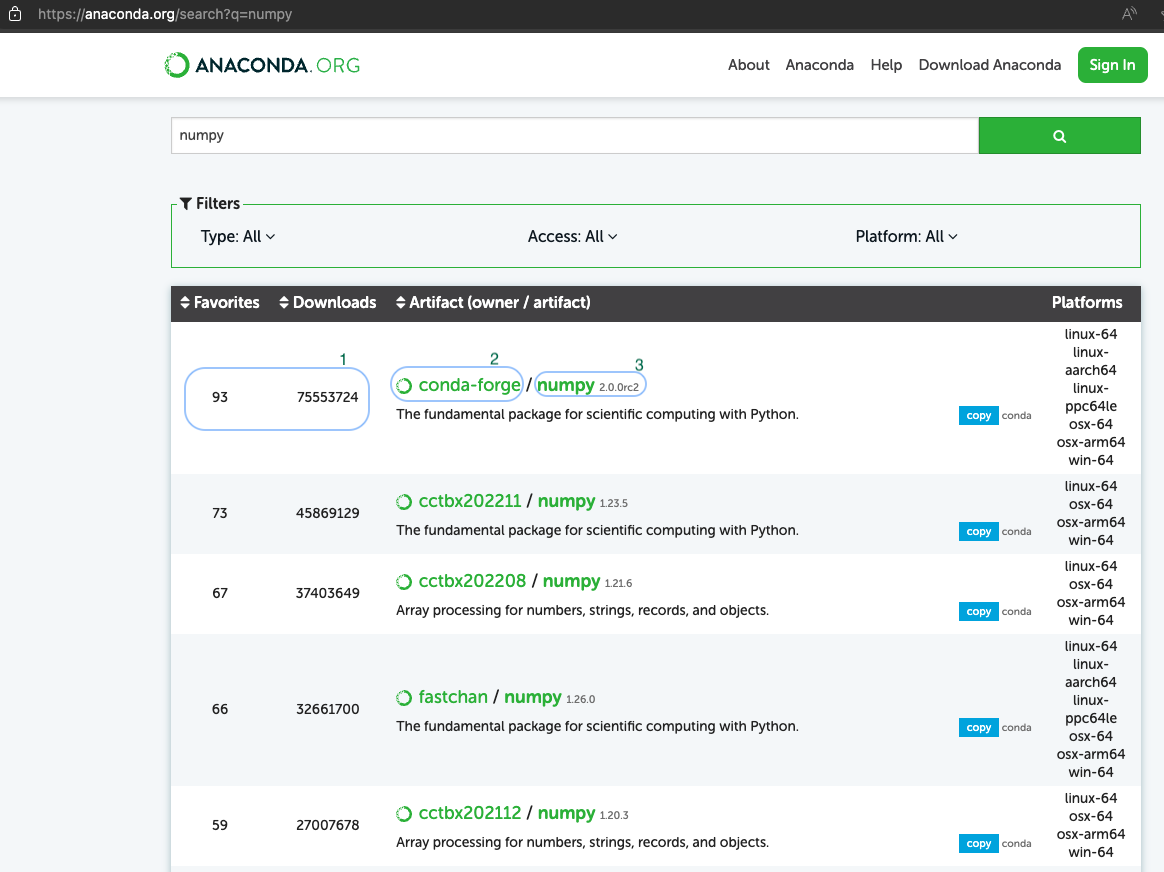 https://anaconda.org/search?q=numpy
ANACONDA.ORG
About Anaconda Help Download Anaconda Sign In
numpy
Filters
Type: All Access: All Platform: All
Favorites Downloads Artifact (owner / artifact) Platforms
1 2 3
93 75553724 conda-forge / numpy 2.0.0rc2
The fundamental package for scientific computing with Python.
copy conda
linux-64
linux-
aarch64
linux-
ppc64le
osx-64
osx-arm64
win-64
73 45869129 cctbx202211 / numpy 1.23.5
The fundamental package for scientific computing with Python.
copy conda
linux-64
osx-64
osx-arm64
win-64
67 37403649 cctbx202208 / numpy 1.21.6
Array processing for numbers, strings, records, and objects.
copy conda
linux-64
osx-64
osx-arm64
win-64
66 32661700 fastchan / numpy 1.26.0
The fundamental package for scientific computing with Python.
copy conda
linux-64
linux-
aarch64
linux-
ppc64le
osx-64
osx-arm64
win-64
59 27007678 cctbx202112 / numpy 1.20.3
Array processing for numbers, strings, records, and objects.
copy conda
linux-64
osx-64
osx-arm64
win-64